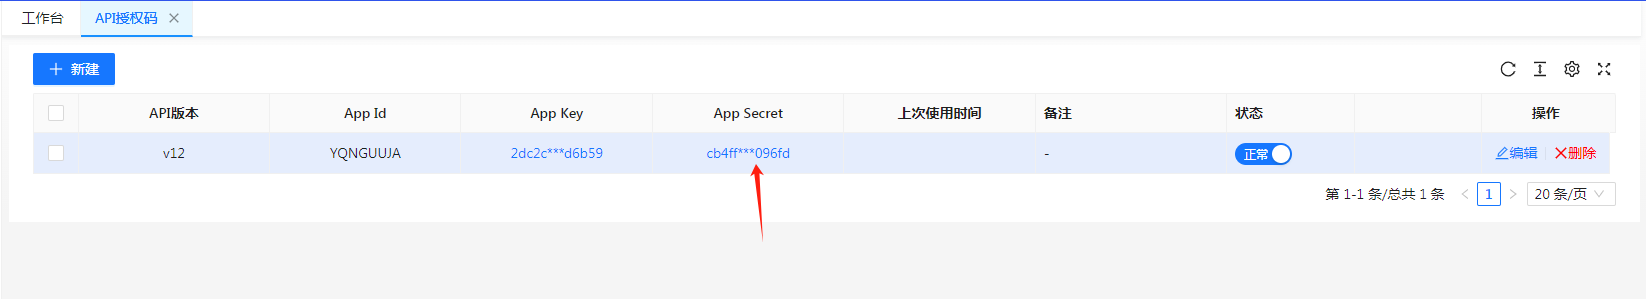 工作台 API授权码
新建
API版本 App Id App Key App Secret 上次使用时间 备注 状态 操作
v12 YQNGUUJA 2dc2c***d6b59 cb4ff***096fd - 正常 编辑 删除
第 1-1 条/总共 1 条 1 20 条/页